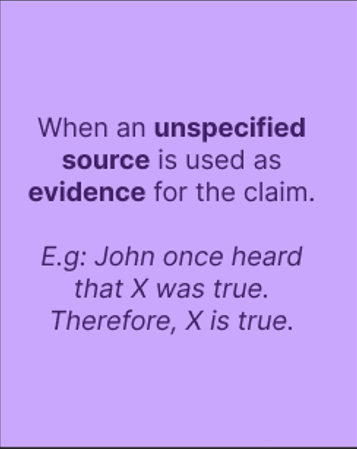 When an unspecified
source is used as
evidence for the claim.
E.g: John once heard
that X was true.
Therefore, X is true.